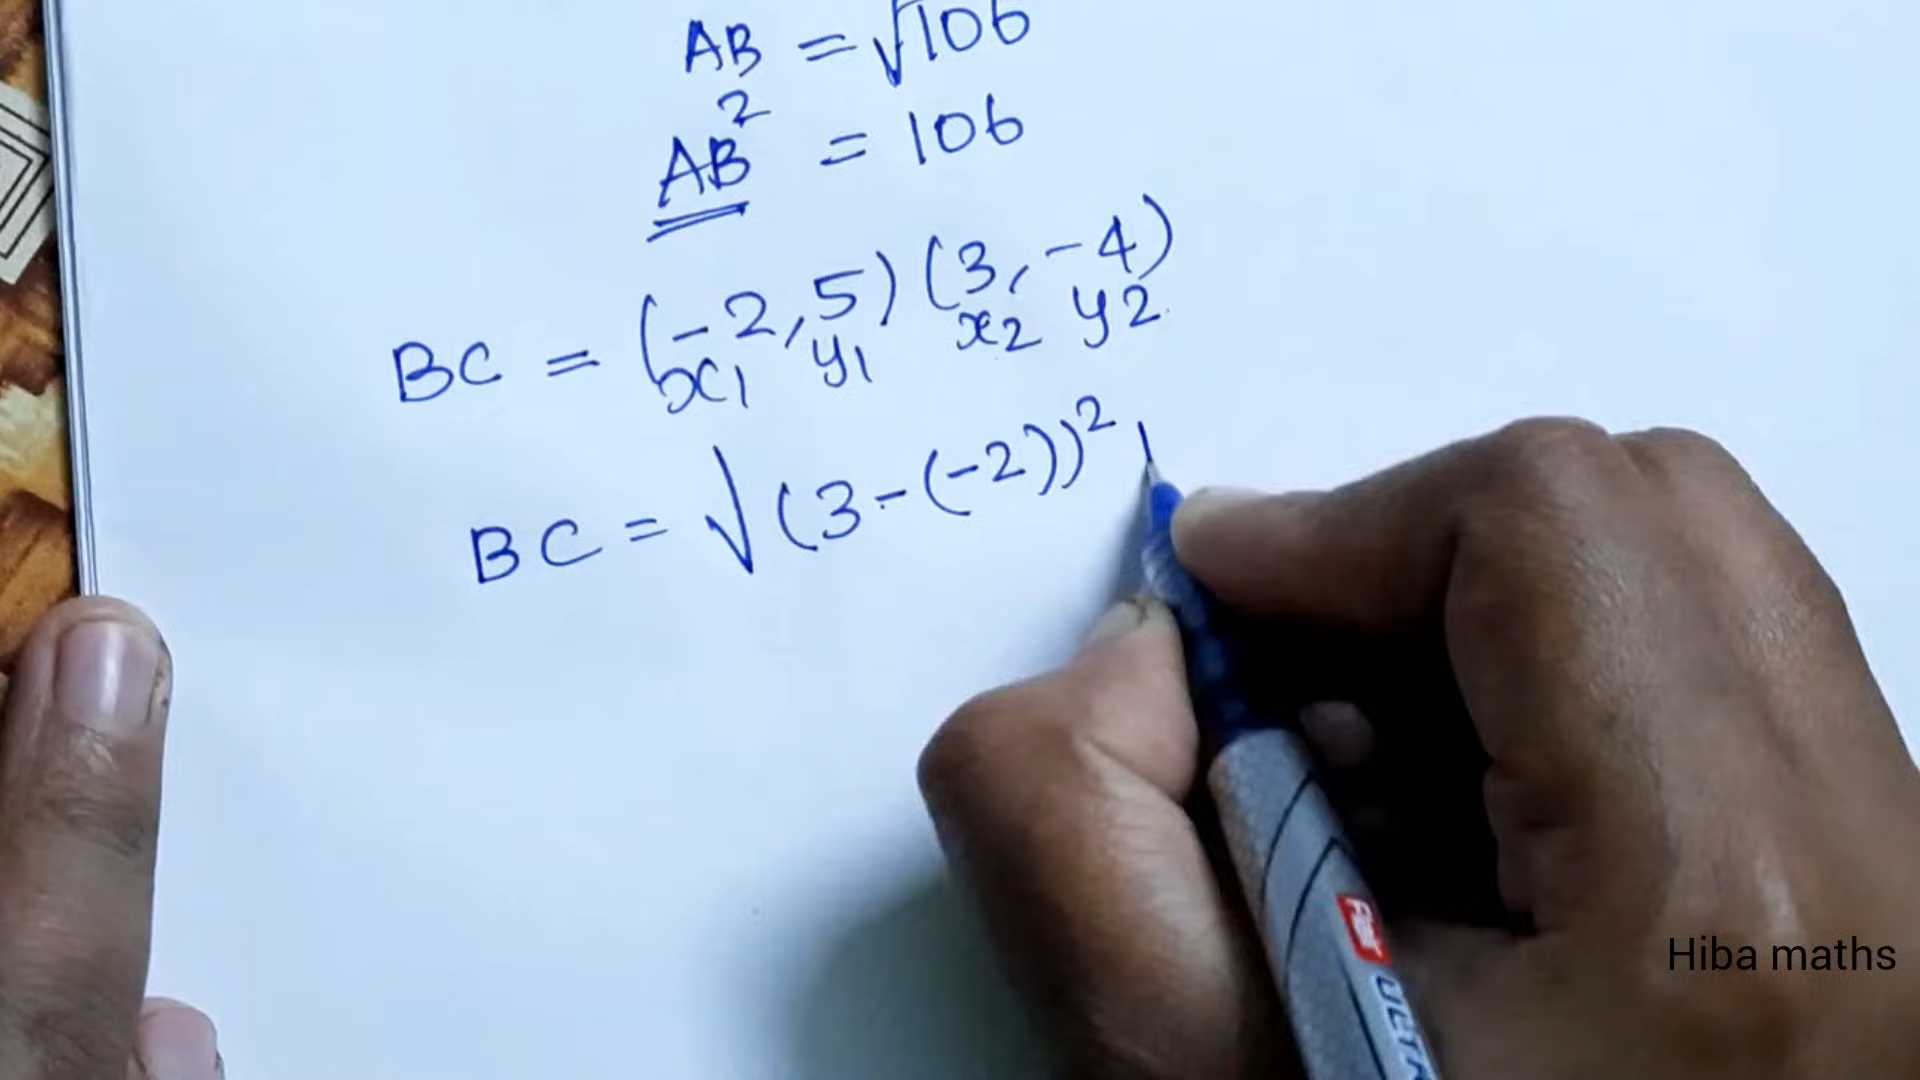 AB = √106
AB² = 106
BC = (-2, 5) (3, -4)
x1 y1 x2 y2
BC = √(3-(-2))²
Flair
Hiba maths